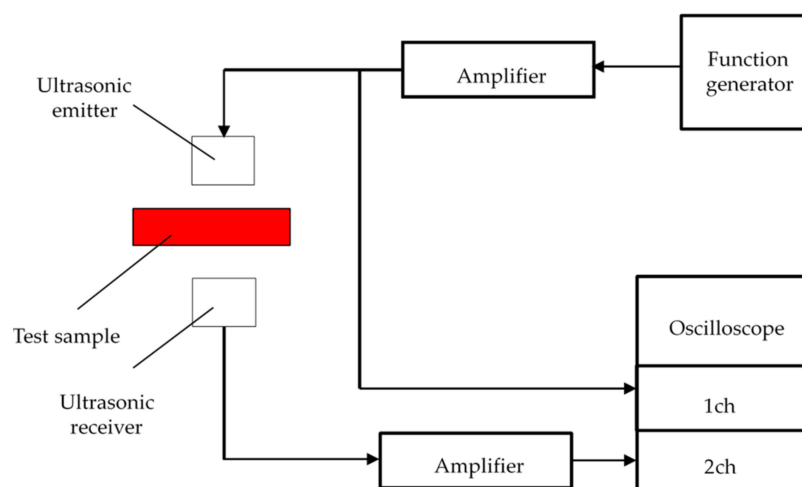 Function
generator
Amplifier
Ultrasonic
emitter
Test sample
Ultrasonic
receiver
Oscilloscope
1ch
Amplifier
2ch